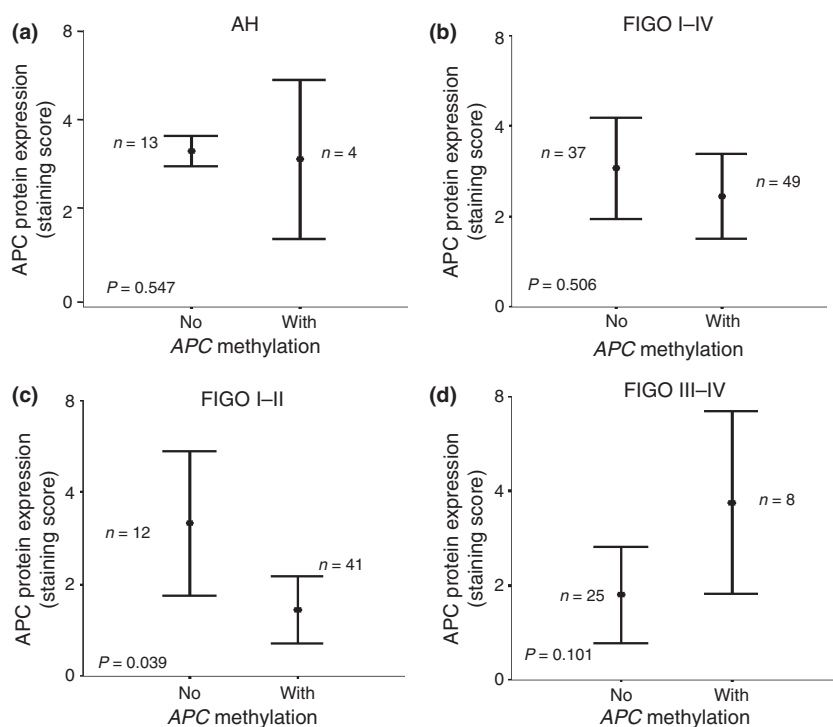 (a)
AH
APC protein expression
(staining score)
8
4
2
0
n = 13
n = 4
P = 0.547
No
With
APC methylation
(b)
FIGO I–IV
APC protein expression
(staining score)
8
4
2
0
n = 37
n = 49
P = 0.506
No
With
APC methylation
(c)
FIGO I–II
APC protein expression
(staining score)
8
4
2
0
n = 12
n = 41
P = 0.039
No
With
APC methylation
(d)
FIGO III–IV
APC protein expression
(staining score)
8
4
2
0
n = 25
n = 8
P = 0.101
No
With
APC methylation